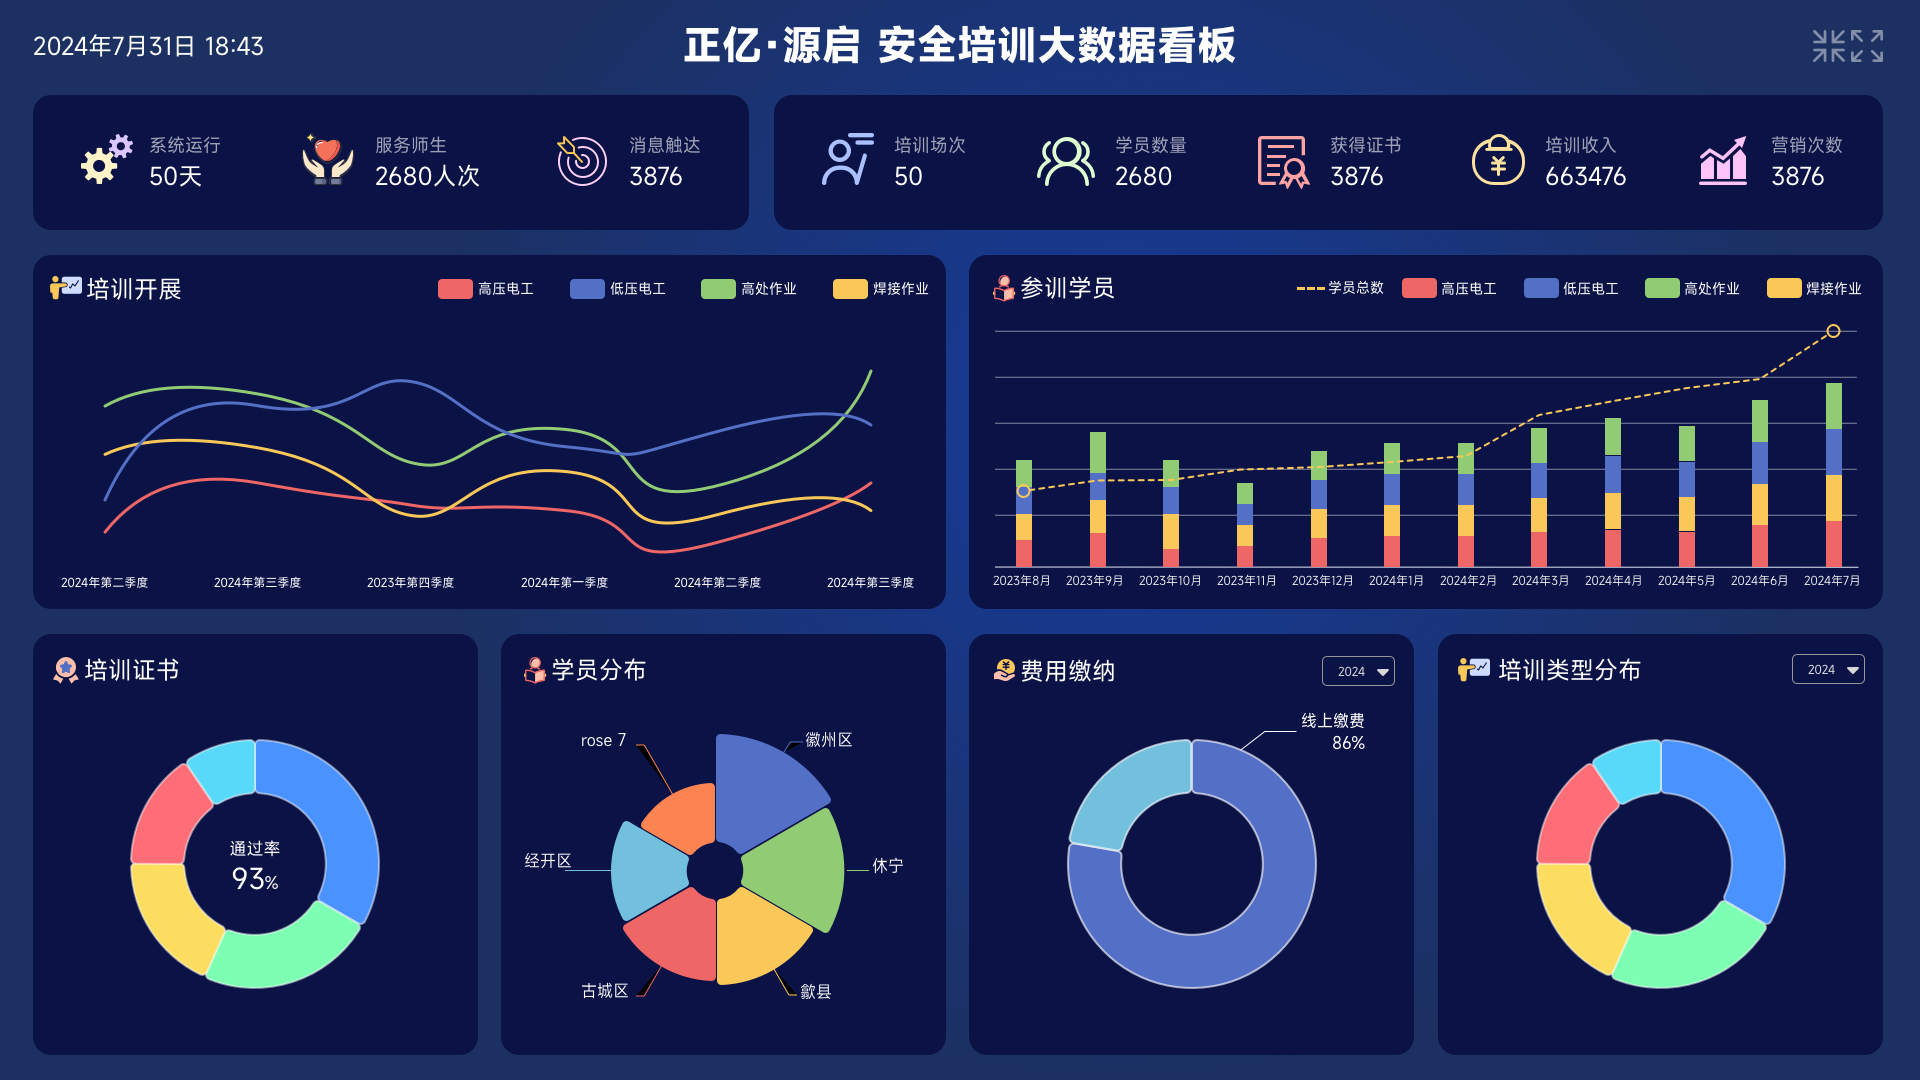 2024年7月31日 18:43
正亿·源启 安全培训大数据看板
系统运行
50天
服务师生
2680人次
消息触达
3876
培训场次
50
学员数量
2680
获得证书
3876
培训收入
663476
营销次数
3876
培训开展
高压电工
低压电工
高处作业
焊接作业
2024年第二季度
2024年第三季度
2023年第四季度
2024年第一季度
2024年第二季度
2024年第三季度
参训学员
学员总数
高压电工
低压电工
高处作业
焊接作业
2023年8月
2023年9月
2023年10月
2023年11月
2023年12月
2024年1月
2024年2月
2024年3月
2024年4月
2024年5月
2024年6月
2024年7月
培训证书
通过率
93%
学员分布
rose 7
徽州区
经开区
休宁
古城区
歙县
费用缴纳
2024
线上缴费
86%
培训类型分布
2024